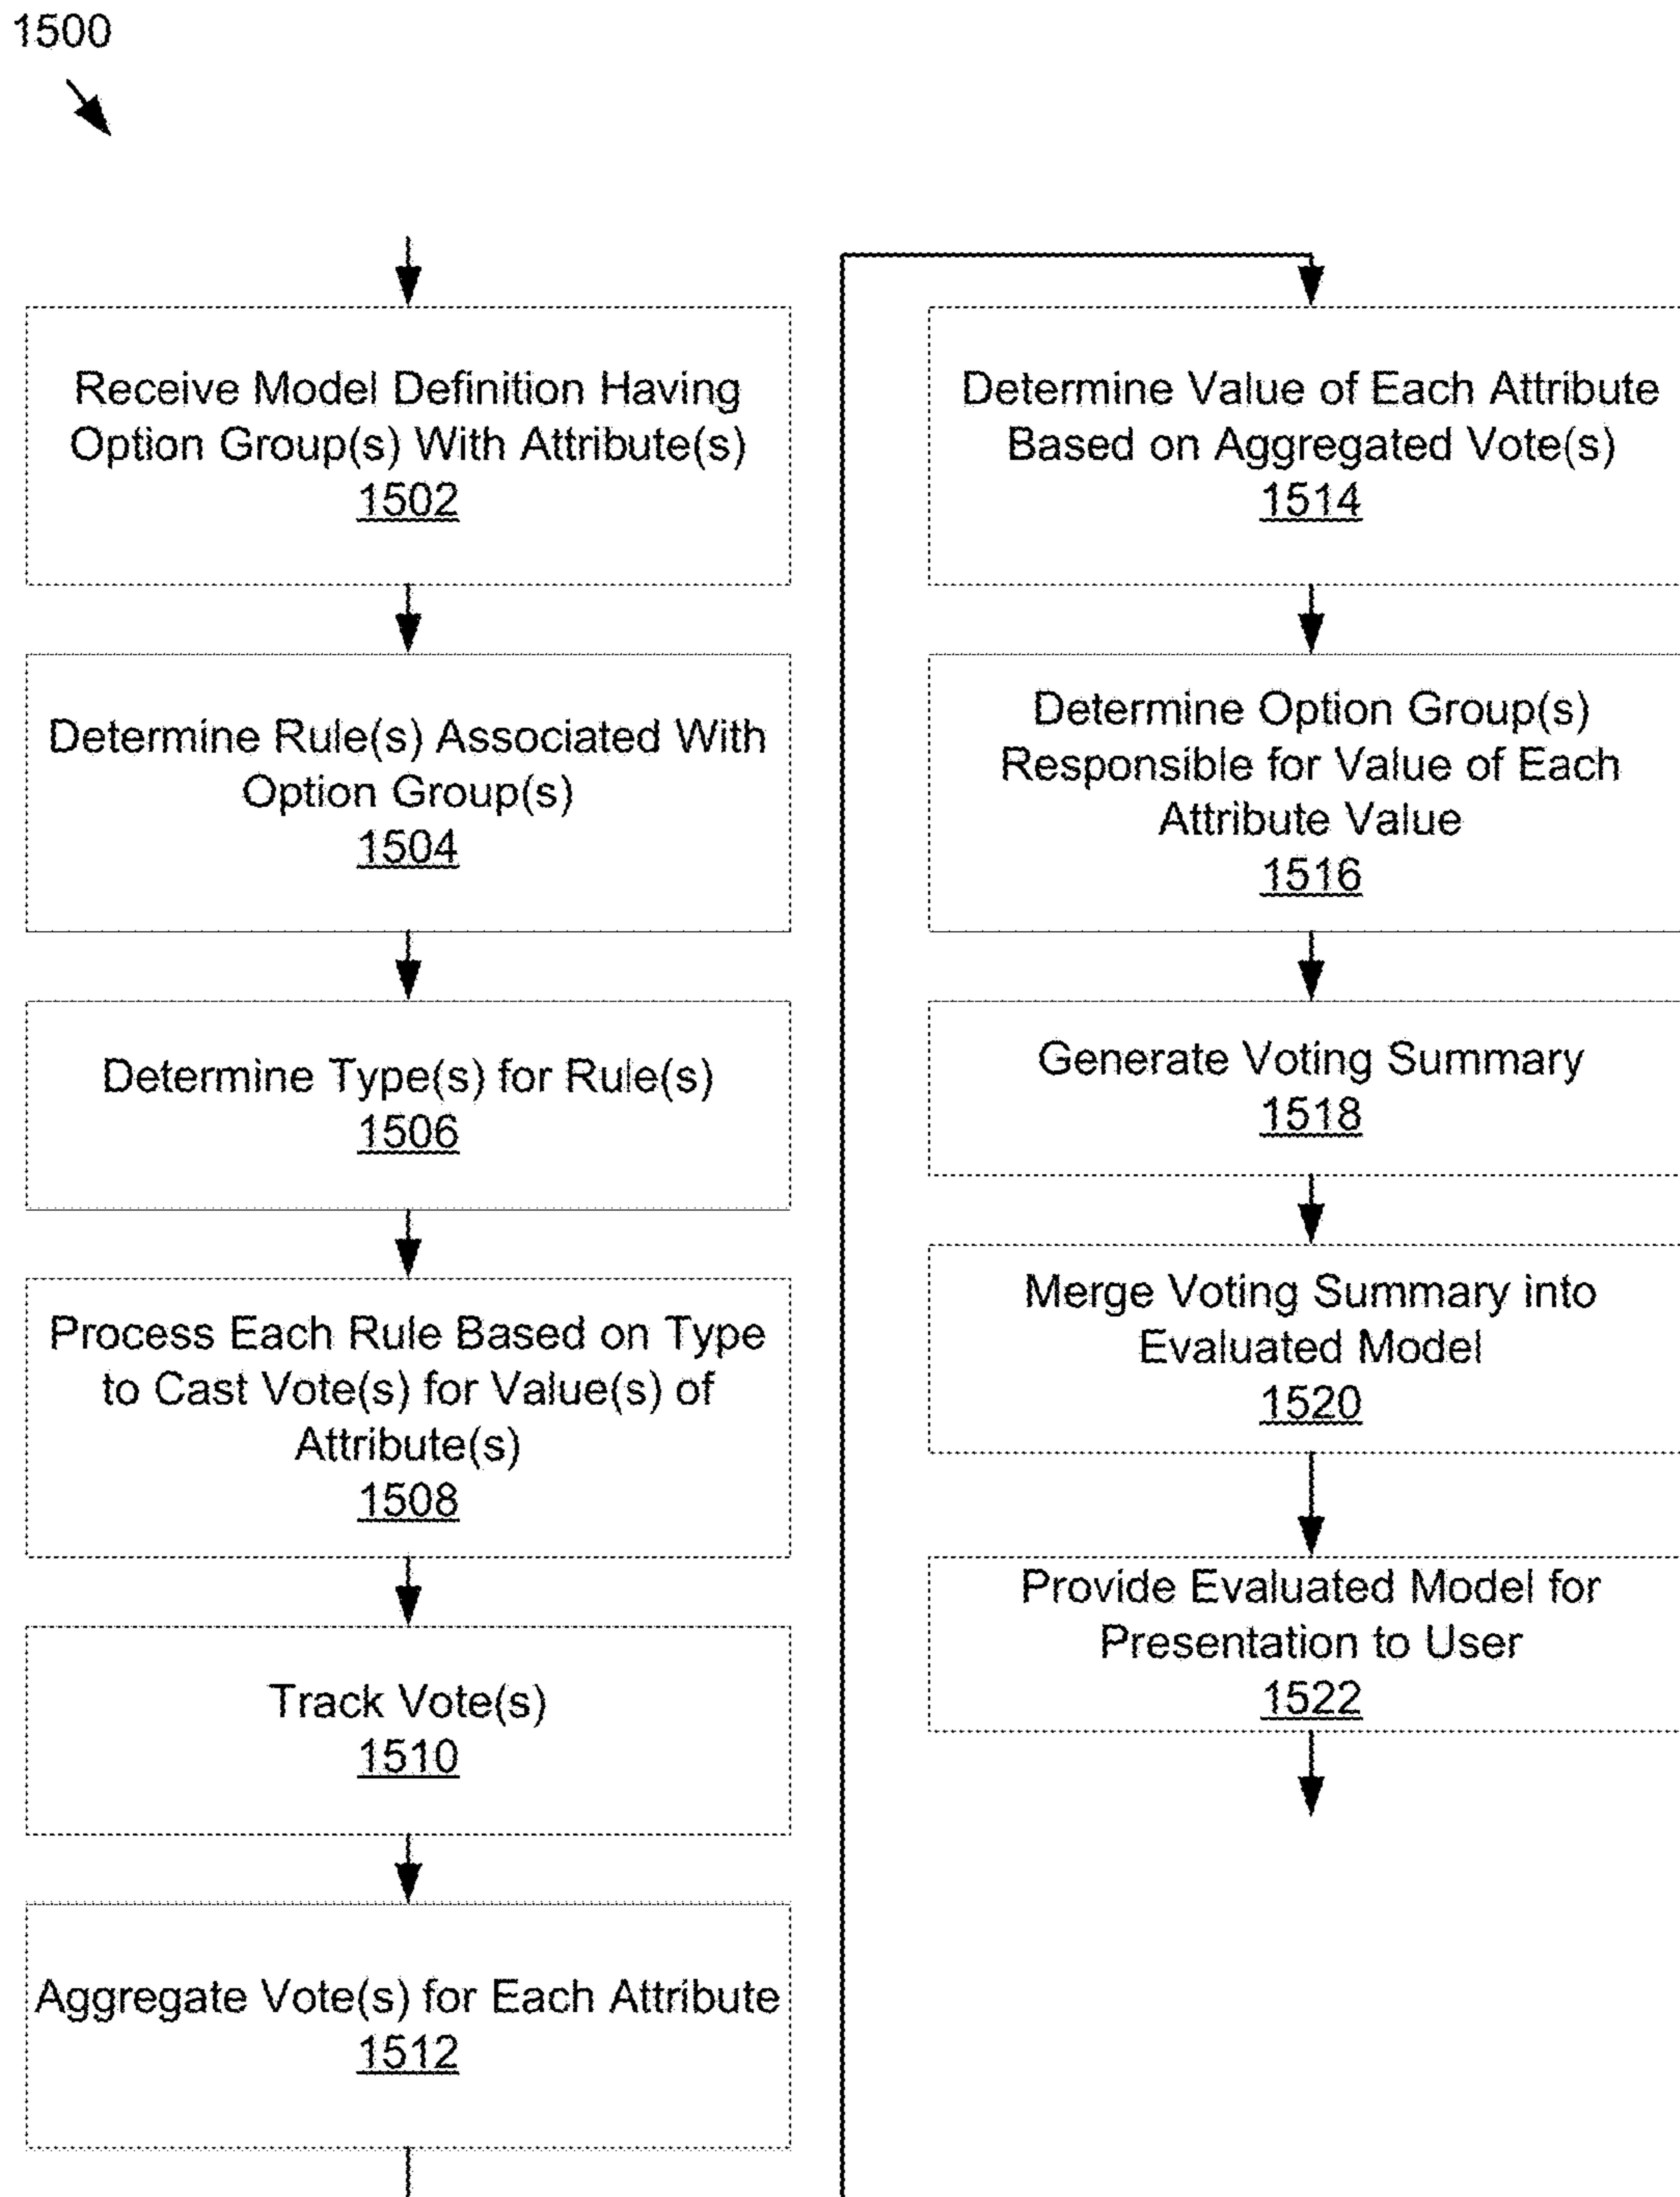 1500
Receive Model Definition Having
Option Group(s) With Attribute(s)
1502
Determine Rule(s) Associated With
Option Group(s)
1504
Determine Type(s) for Rule(s)
1506
Process Each Rule Based on Type
to Cast Vote(s) for Value(s) of
Attribute(s)
1508
Track Vote(s)
1510
Aggregate Vote(s) for Each Attribute
1512
Determine Value of Each Attribute
Based on Aggregated Vote(s)
1514
Determine Option Group(s)
Responsible for Value of Each
Attribute Value
1516
Generate Voting Summary
1518
Merge Voting Summary into
Evaluated Model
1520
Provide Evaluated Model for
Presentation to User
1522